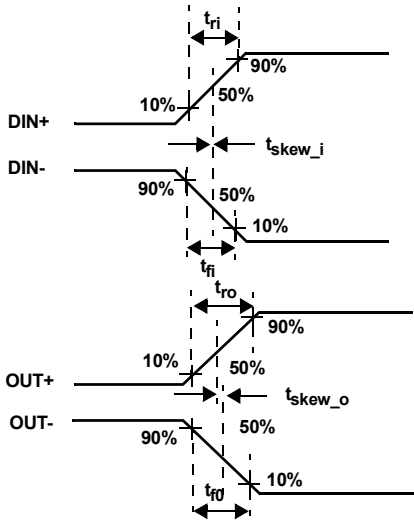 tri
90%
10%
50%
DIN+
tskew_i
DIN-
90%
50%
10%
tfi
tro
90%
10%
50%
OUT+
tskew_o
OUT-
90%
50%
10%
tf0